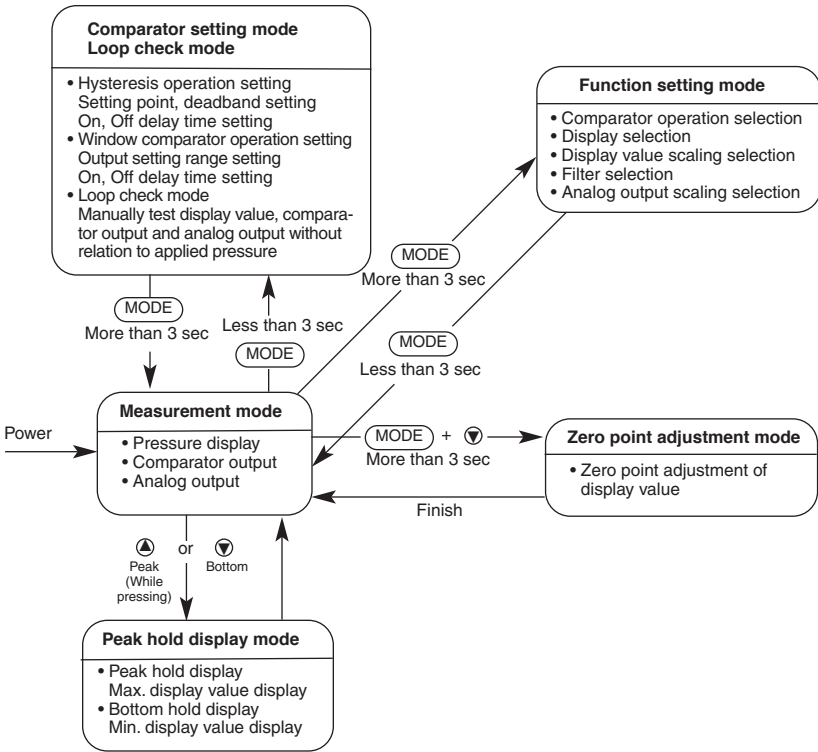 Comparator setting mode
Loop check mode
• Hysteresis operation setting
Setting point, deadband setting
On, Off delay time setting
• Window comparator operation setting
Output setting range setting
On, Off delay time setting
• Loop check mode
Manually test display value, compara-
tor output and analog output without
relation to applied pressure
Function setting mode
• Comparator operation selection
• Display selection
• Display value scaling selection
• Filter selection
• Analog output scaling selection
MODE
More than 3 sec
Less than 3 sec
MODE
MODE
More than 3 sec
MODE
Less than 3 sec
Power
Measurement mode
• Pressure display
• Comparator output
• Analog output
MODE + ▼
More than 3 sec
Finish
Zero point adjustment mode
• Zero point adjustment of
display value
▲ or ▼
Peak
(While
pressing)
Bottom
Peak hold display mode
• Peak hold display
Max. display value display
• Bottom hold display
Min. display value display